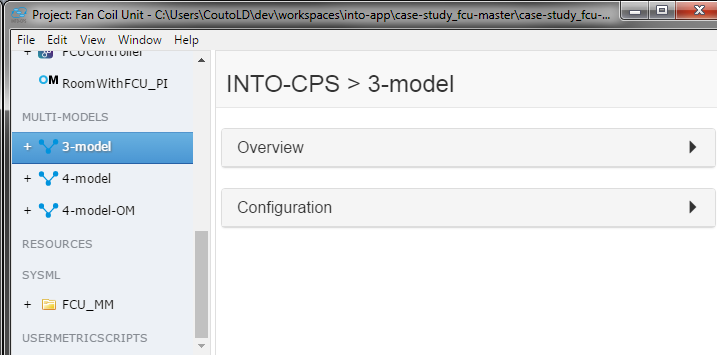 Project: Fan Coil Unit - C:\Users\CoutoLD\dev\workspaces\into-app\case-study_fcu-master\case-study_fcu-...
File Edit View Window Help
+ FCUController
OM RoomWithFCU_PI
MULTI-MODELS
+ 3-model
+ 4-model
+ 4-model-OM
RESOURCES
SYSML
+ FCU_MM
USERMETRICSCRIPTS
INTO-CPS > 3-model
Overview
Configuration